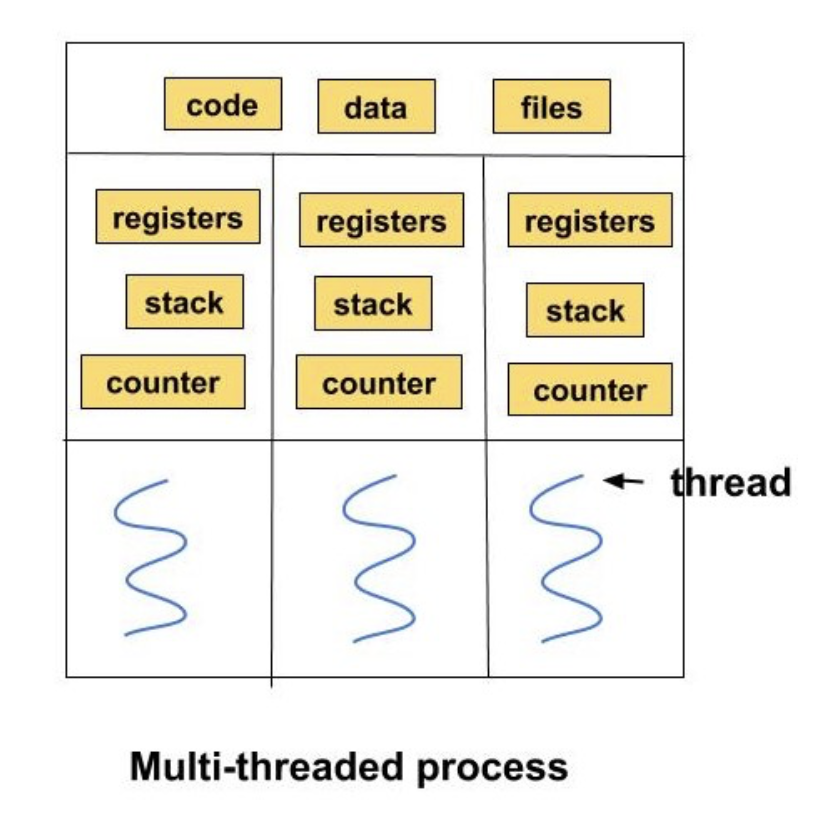 code data files
registers registers registers
stack stack stack
counter counter counter
thread
Multi-threaded process